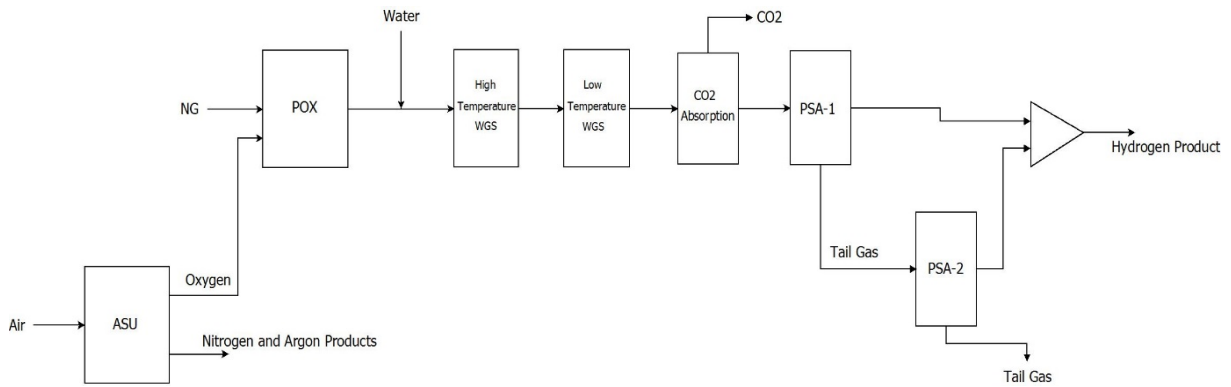 Water
CO2
NG
POX
High
Temperature
WGS
Low
Temperature
WGS
CO2
Absorption
PSA-1
Hydrogen Product
Tail Gas
PSA-2
Oxygen
Air
ASU
Nitrogen and Argon Products
Tail Gas